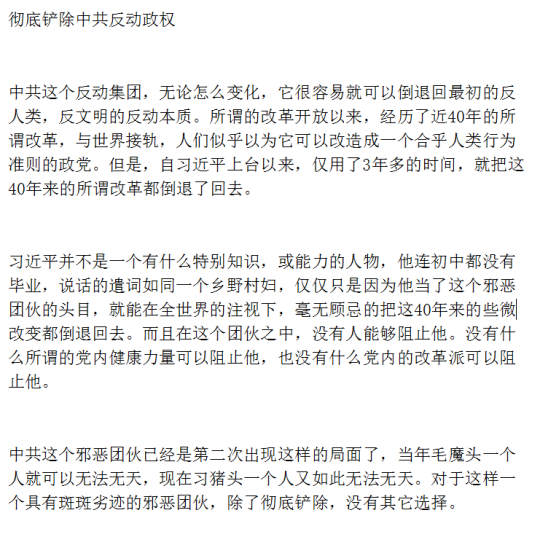 彻底铲除中共反动政权
中共这个反动集团，无论怎么变化，它很容易就可以倒退回最初的反
人类，反文明的反动本质。所谓的改革开放以来，经历了近40年的所
谓改革，与世界接轨，人们似乎以为它可以改造成一个合乎人类行为
准则的政党。但是，自习近平上台以来，仅用了3年多的时间，就把这
40年来的所谓改革都倒退了回去。
习近平并不是一个有什么特别知识，或能力的人物，他连初中都没有
毕业，说话的遣词如同一个乡野村妇，仅仅只是因为他当了这个邪恶
团伙的头目，就能在全世界的注视下，毫无顾忌的把这40年来的些微
改变都倒退回去。而且在这个团伙之中，没有人能够阻止他。没有什
么所谓的党内健康力量可以阻止他，也没有什么党内的改革派可以阻
止他。
中共这个邪恶团伙已经是第二次出现这样的局面了，当年毛魔头一个
人就可以无法无天，现在习猪头一个人又如此无法无天。对于这样一
个具有斑斑劣迹的邪恶团伙，除了彻底铲除，没有其它选择。